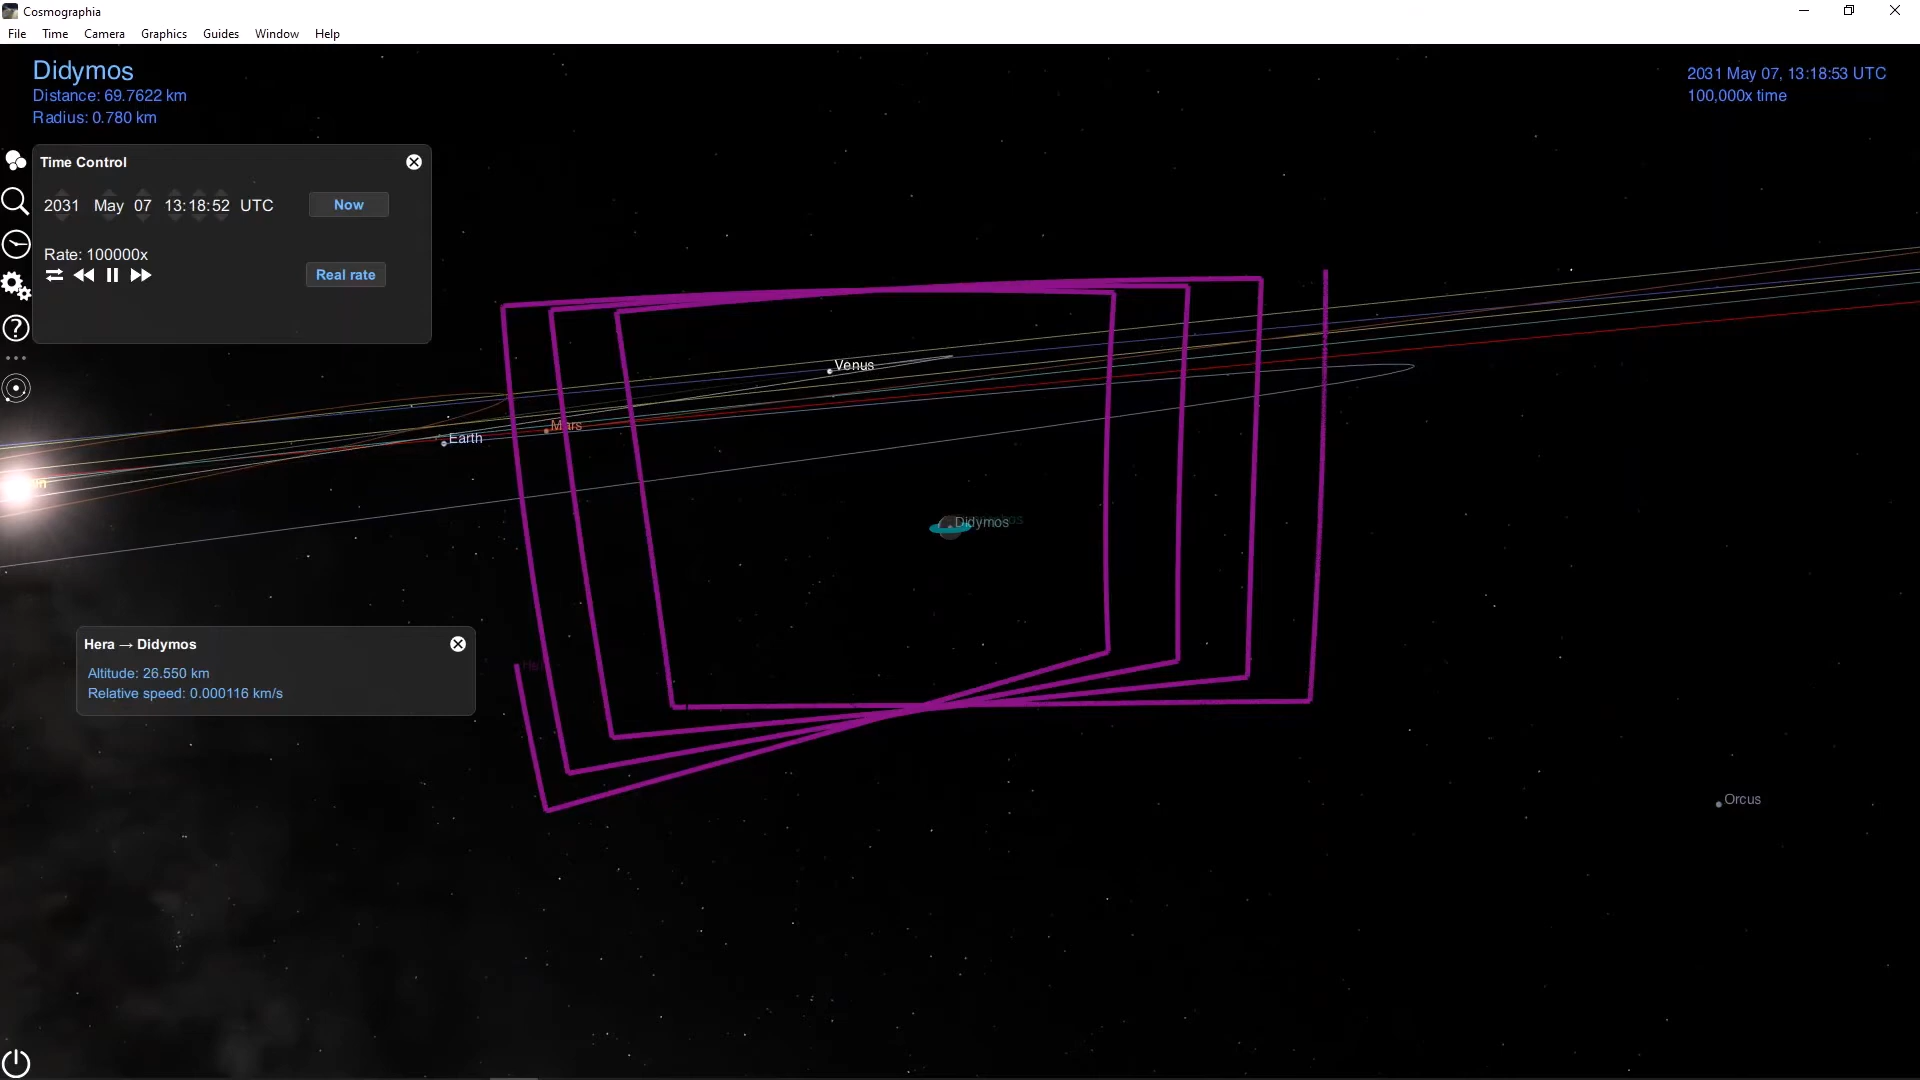 Cosmographia
File Time Camera Graphics Guides Window Help
Didymos
Distance: 69.7622 km
Radius: 0.780 km
2031 May 07, 13:18:53 UTC
100,000x time
Time Control
2031 May 07 13:18:52 UTC
Now
Rate: 100000x
Real rate
Venus
Mars
Earth
Didymos
Hera → Didymos
Altitude: 26.550 km
Relative speed: 0.000116 km/s
Orcus